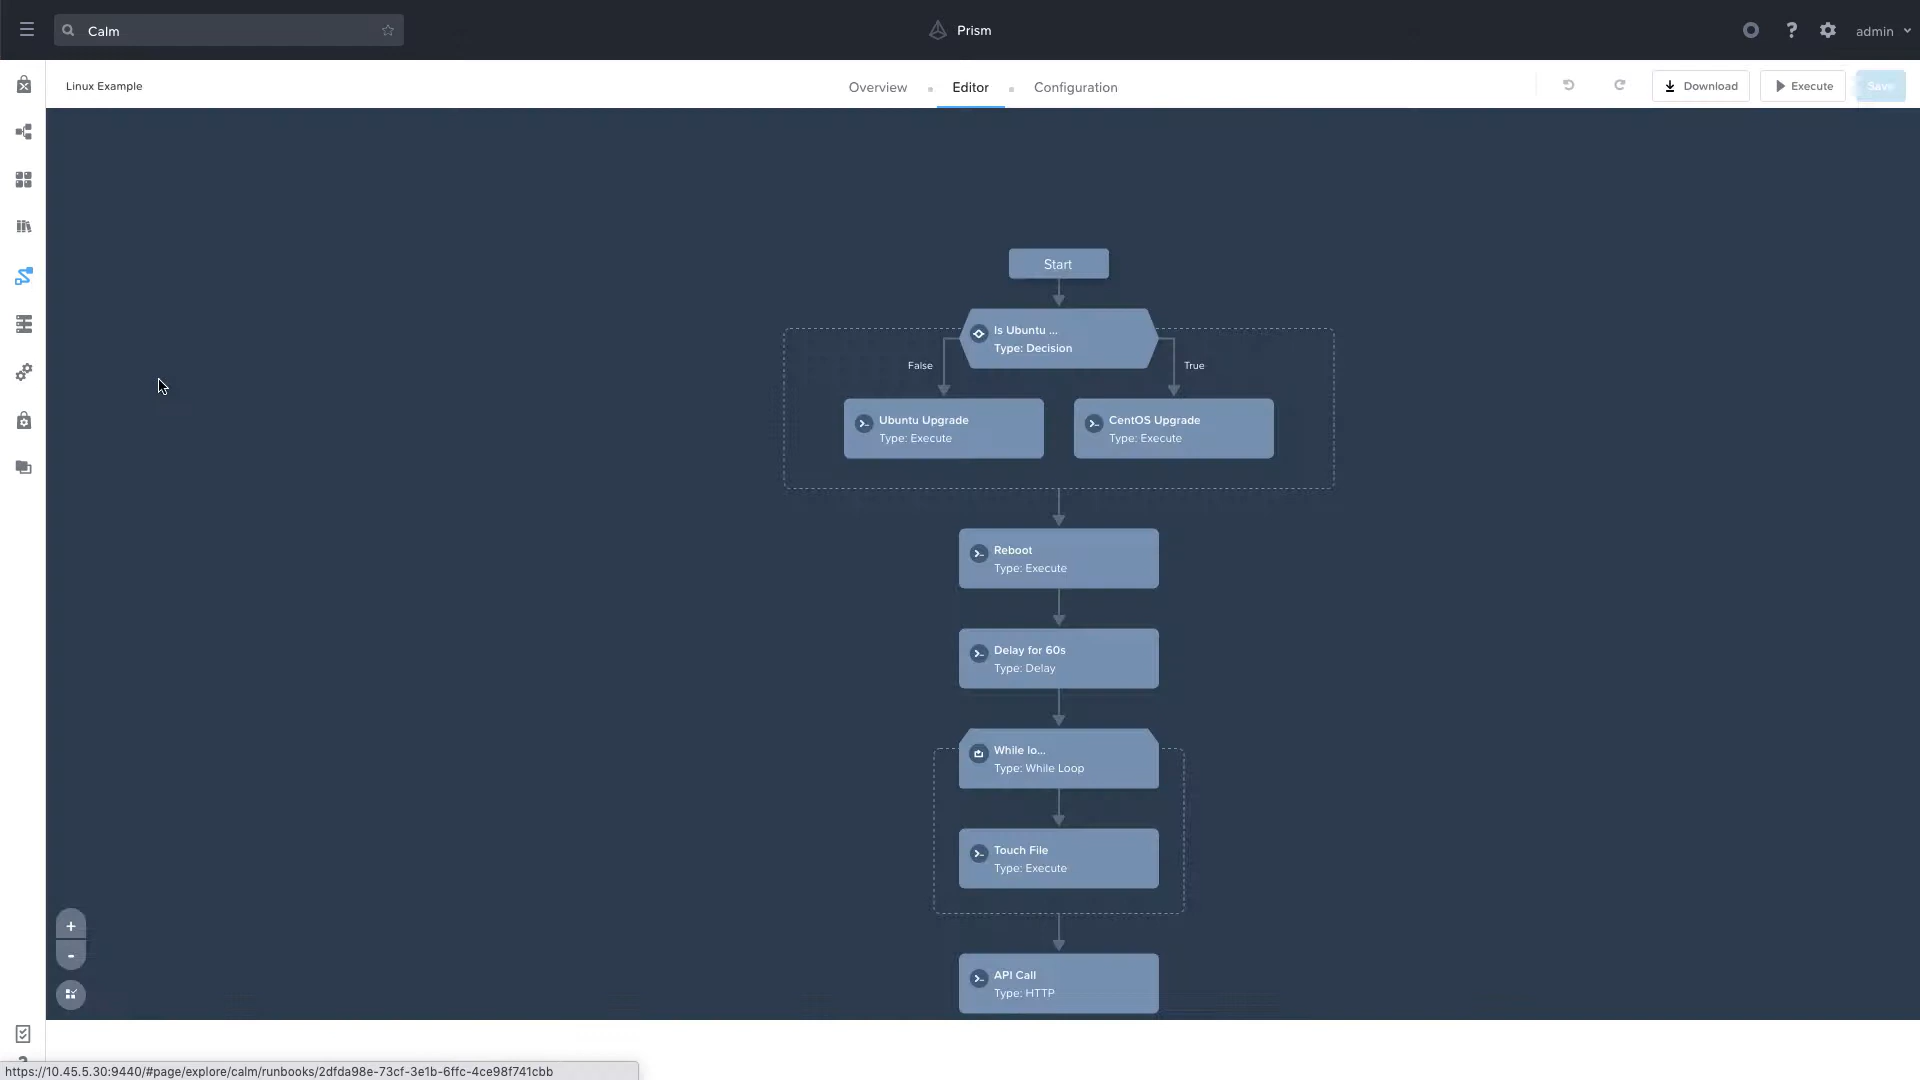 Calm
Prism
admin
Linux Example
Overview
Editor
Configuration
Download
Execute
Save
Start
Is Ubuntu ...
Type: Decision
False
True
Ubuntu Upgrade
Type: Execute
CentOS Upgrade
Type: Execute
Reboot
Type: Execute
Delay for 60s
Type: Delay
While lo...
Type: While Loop
Touch File
Type: Execute
API Call
Type: HTTP
+
-
https://10.45.5.30:9440/#page/explore/calm/runbooks/2dfda98e-73cf-3e1b-6ffc-4ce98f741cbb